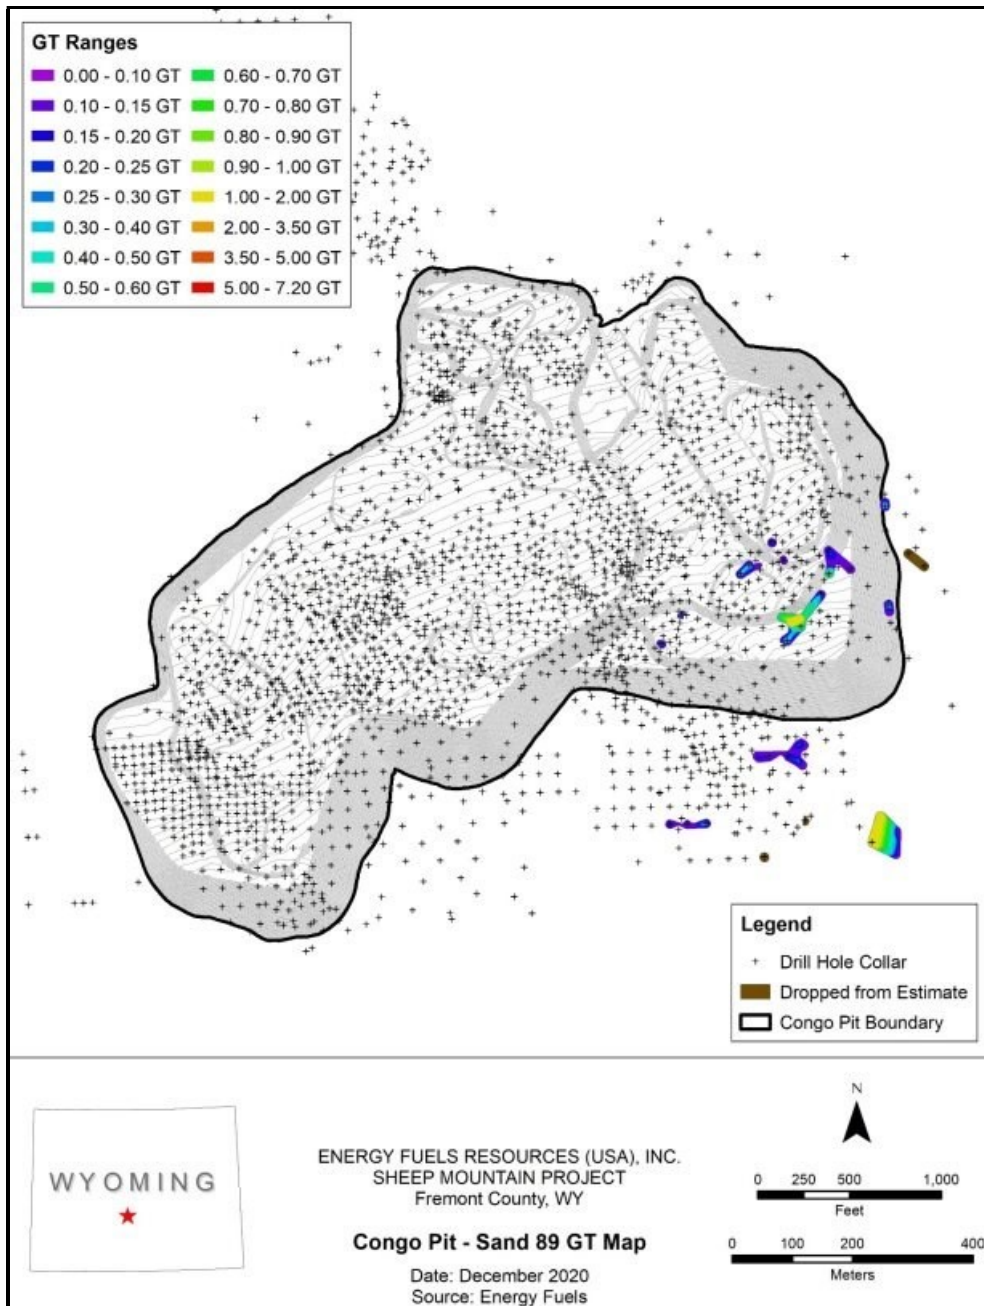 GT Ranges
0.00 - 0.10 GT
0.10 - 0.15 GT
0.15 - 0.20 GT
0.20 - 0.25 GT
0.25 - 0.30 GT
0.30 - 0.40 GT
0.40 - 0.50 GT
0.50 - 0.60 GT
0.60 - 0.70 GT
0.70 - 0.80 GT
0.80 - 0.90 GT
0.90 - 1.00 GT
1.00 - 2.00 GT
2.00 - 3.50 GT
3.50 - 5.00 GT
5.00 - 7.20 GT
Legend
Drill Hole Collar
Dropped from Estimate
Congo Pit Boundary
WYOMING
ENERGY FUELS RESOURCES (USA), INC.
SHEEP MOUNTAIN PROJECT
Fremont County, WY
Congo Pit - Sand 89 GT Map
Date: December 2020
Source: Energy Fuels
N
0 250 500 1,000
Feet
0 100 200 400
Meters